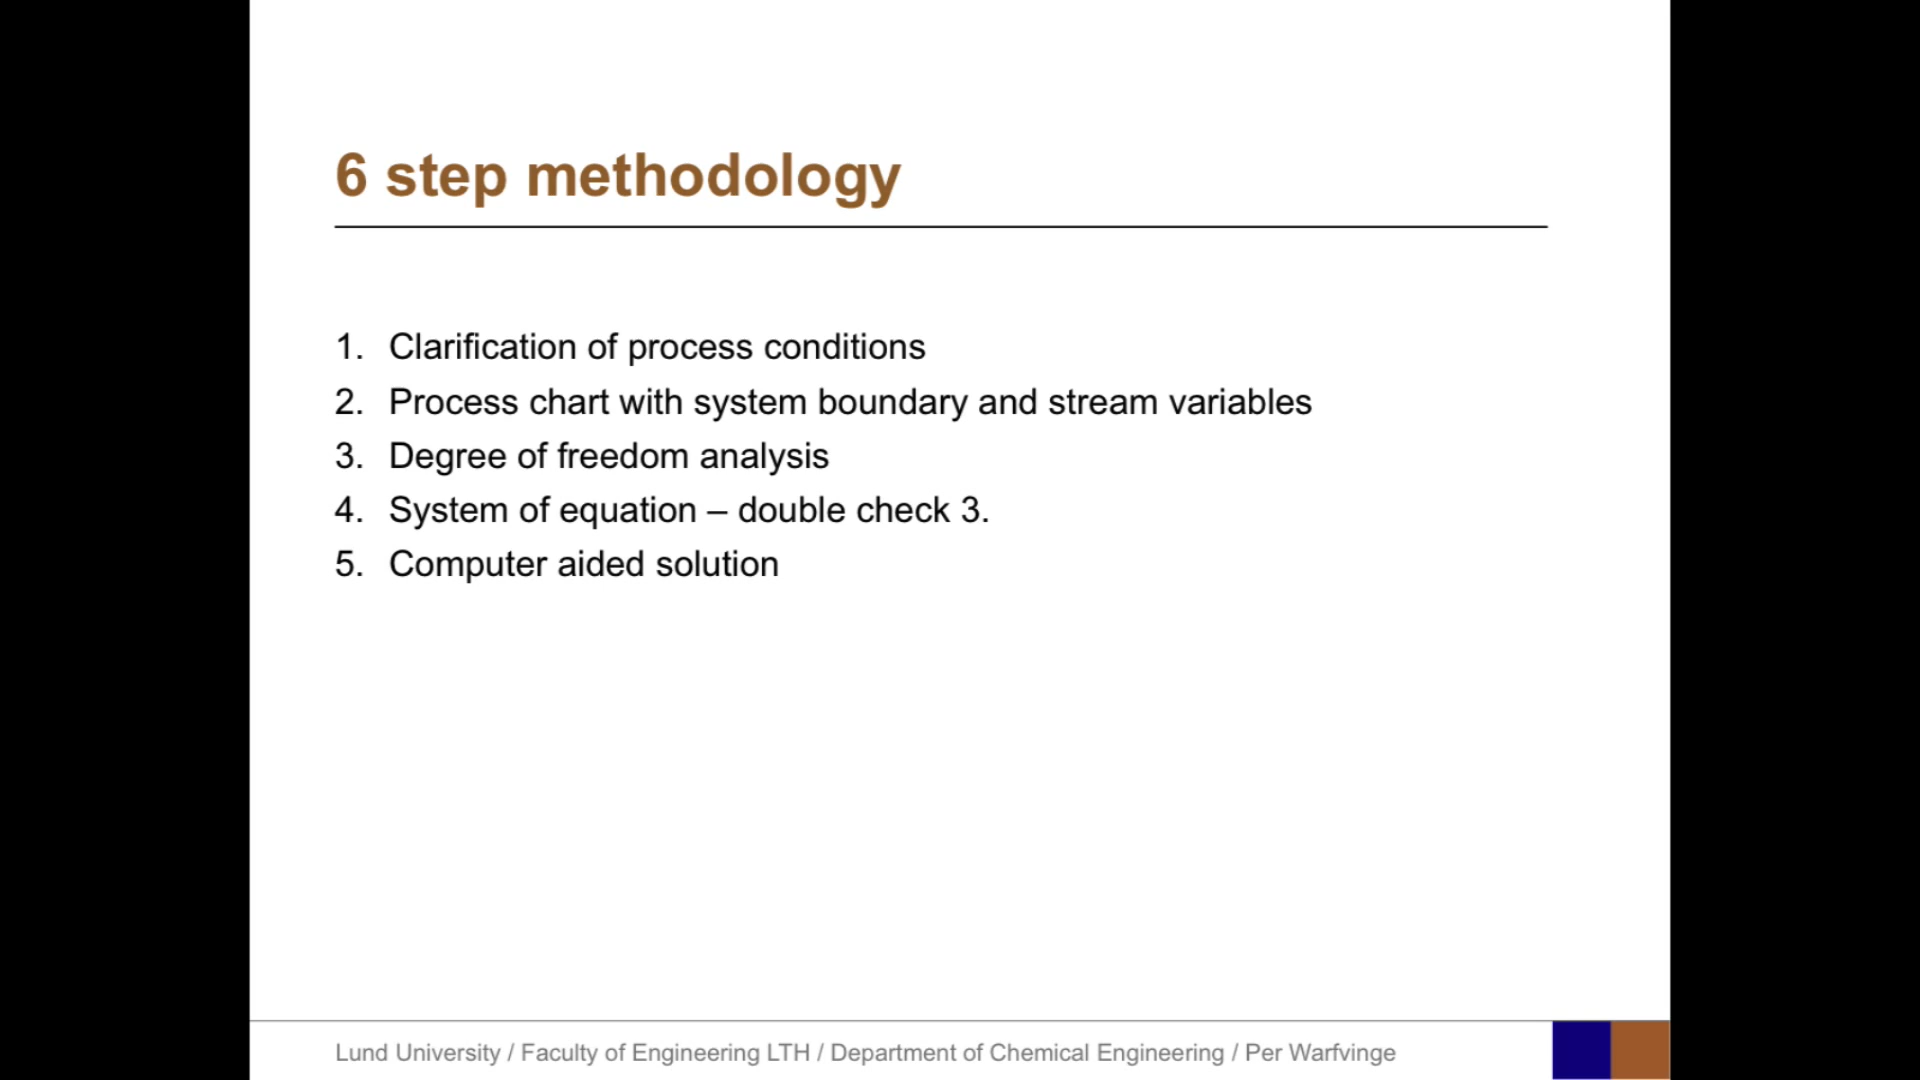 6 step methodology
1. Clarification of process conditions
2. Process chart with system boundary and stream variables
3. Degree of freedom analysis
4. System of equation – double check 3.
5. Computer aided solution
Lund University / Faculty of Engineering LTH / Department of Chemical Engineering / Per Warfvinge